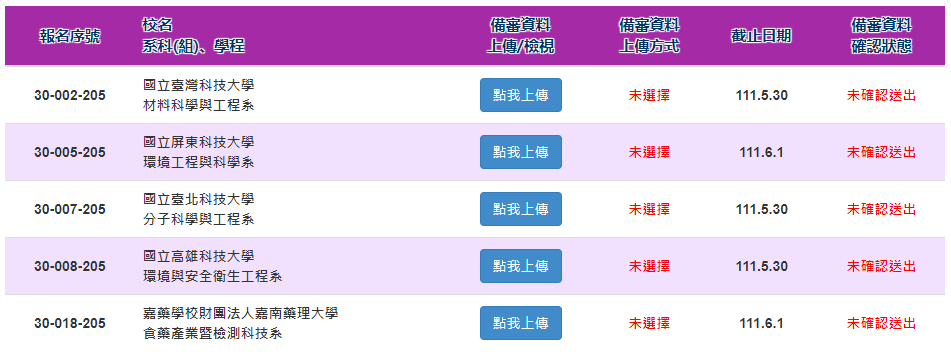 報名序號
校名
系科(組)、學程
備審資料
上傳/檢視
備審資料
上傳方式
截止日期
備審資料
確認狀態
30-002-205
國立臺灣科技大學
材料科學與工程系
點我上傳
未選擇
111.5.30
未確認送出
30-005-205
國立屏東科技大學
環境工程與科學系
點我上傳
未選擇
111.6.1
未確認送出
30-007-205
國立臺北科技大學
分子科學與工程系
點我上傳
未選擇
111.5.30
未確認送出
30-008-205
國立高雄科技大學
環境與安全衛生工程系
點我上傳
未選擇
111.5.30
未確認送出
30-018-205
嘉藥學校財團法人嘉南藥理大學
食藥產業暨檢測科技系
點我上傳
未選擇
111.6.1
未確認送出